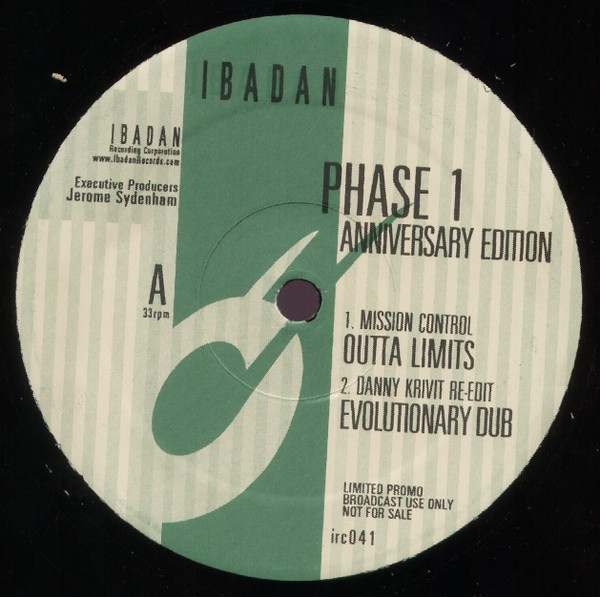 IBADAN
IBADAN
Recording Corporation
www.IbadanRecords.com
Executive Producers
Jerome Sydenham
PHASE 1
ANNIVERSARY EDITION
A
33rpm
1. MISSION CONTROL
OUTTA LIMITS
2. DANNY KRIVIT RE-EDIT
EVOLUTIONARY DUB
LIMITED PROMO
BROADCAST USE ONLY
NOT FOR SALE
irc041